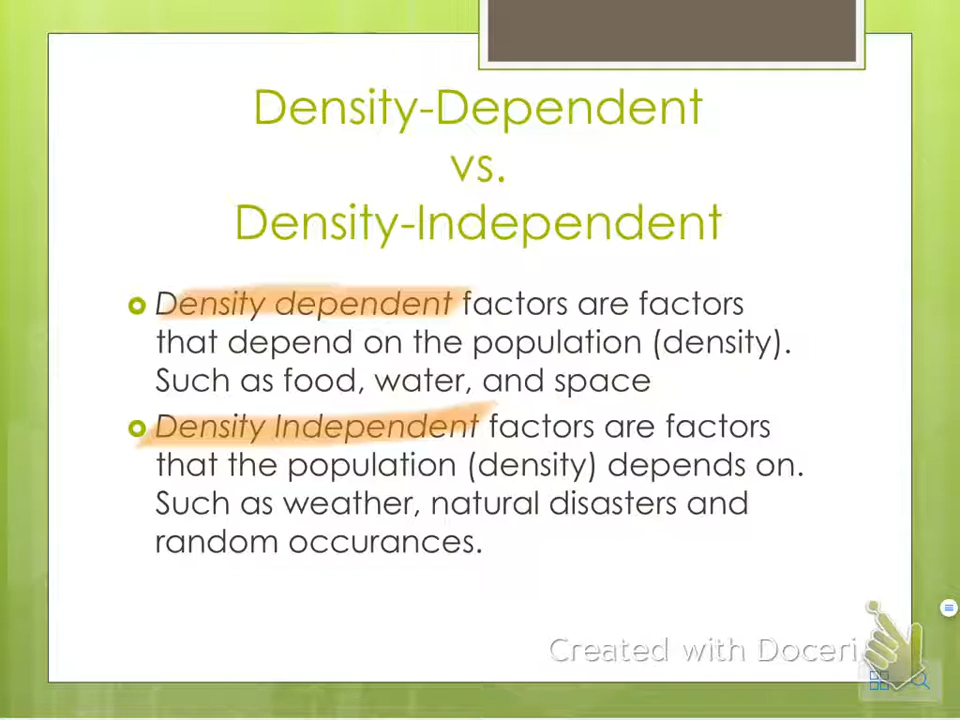 Density-Dependent
vs.
Density-Independent
Density dependent factors are factors
that depend on the population (density).
Such as food, water, and space
Density Independent factors are factors
that the population (density) depends on.
Such as weather, natural disasters and
random occurances.
Created with Doceri